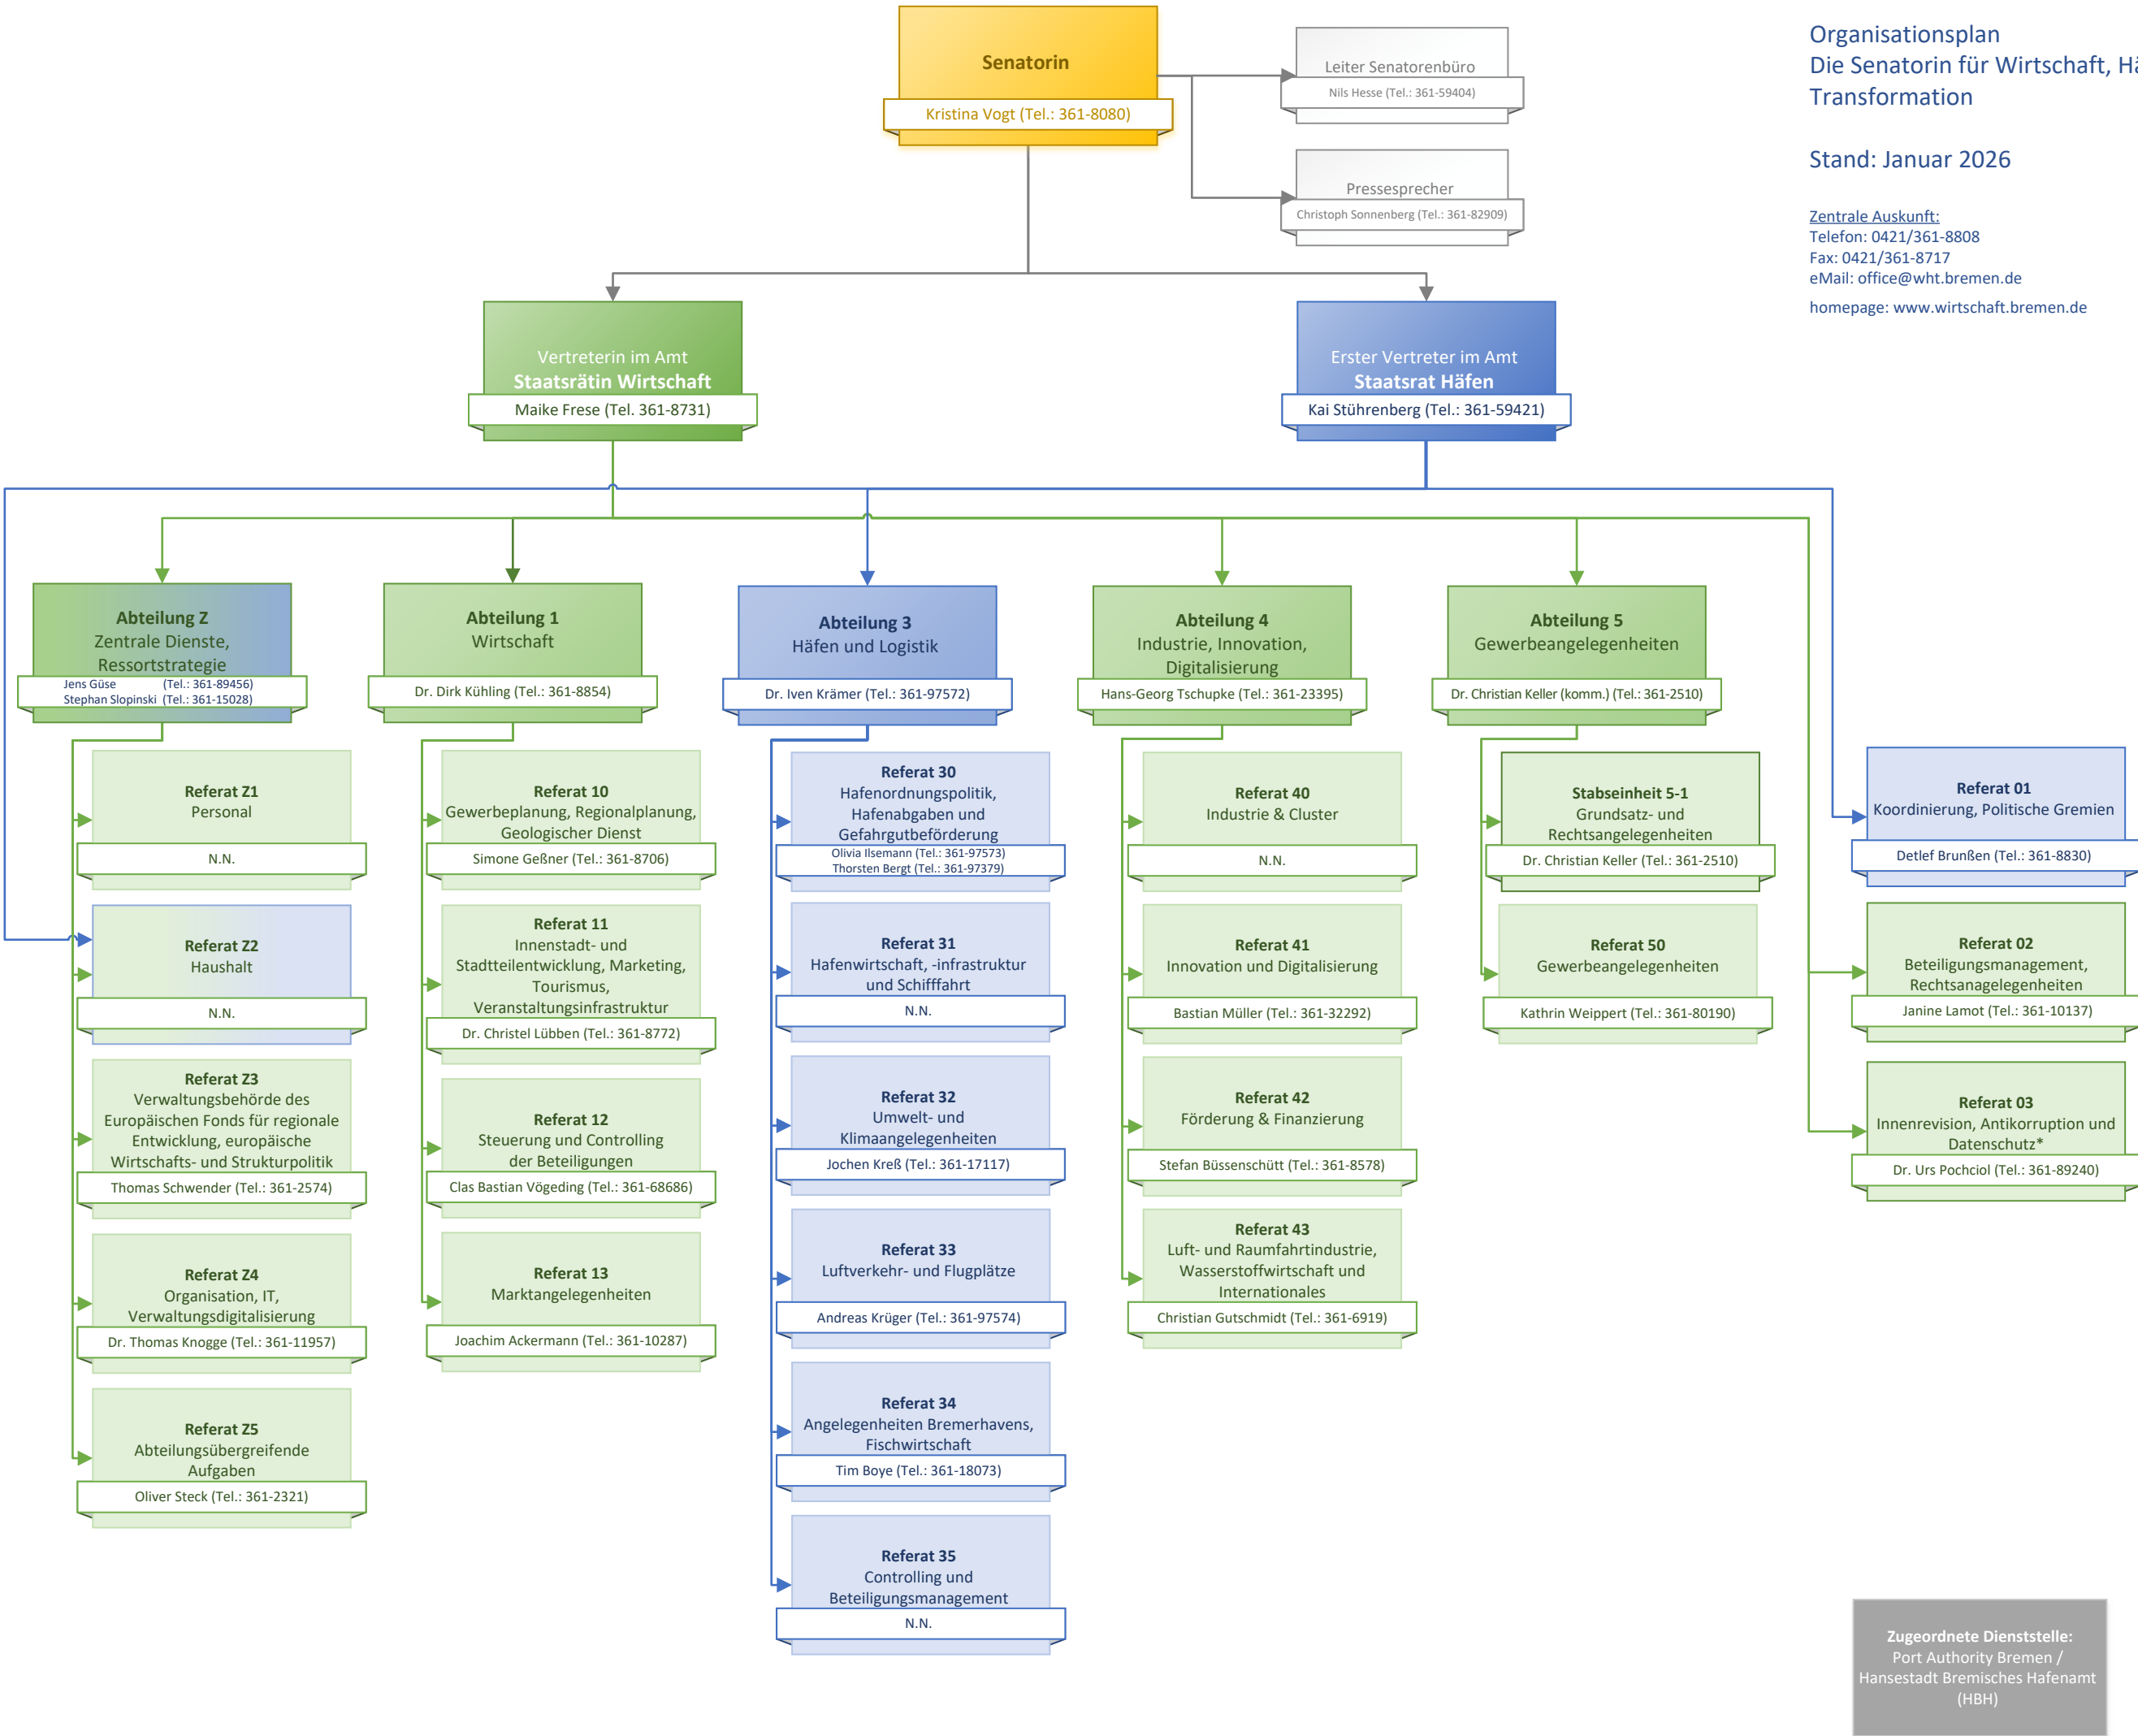 Organisationsplan
Die Senatorin für Wirtschaft,
Transformation
Stand: Januar 2026
Zentrale Auskunft:
Telefon: 0421/361-8808
Fax: 0421/361-8717
eMail: office@wht.bremen.de
homepage: www.wirtschaft.bremen.de
Senatorin
Kristina Vogt (Tel.: 361-8080)
Leiter Senatorenbüro
Nils Hesse (Tel.: 361-59404)
Pressesprecher
Christoph Sonnenberg (Tel.: 361-82909)
Vertreterin im Amt
Staatsrätin Wirtschaft
Maike Frese (Tel. 361-8731)
Erster Vertreter im Amt
Staatsrat Häfen
Kai Stührenberg (Tel.: 361-59421)
Abteilung Z
Zentrale Dienste,
Ressortstrategie
Jens Güse (Tel.: 361-89456)
Stephan Slopinski (Tel.: 361-15028)
Referat Z1
Personal
N.N.
Referat Z2
Haushalt
N.N.
Referat Z3
Verwaltungsbehörde des
Europäischen Fonds für regionale
Entwicklung, europäische
Wirtschafts- und Strukturpolitik
Thomas Schwender (Tel.: 361-2574)
Referat Z4
Organisation, IT,
Verwaltungsdigitalisierung
Dr. Thomas Knogge (Tel.: 361-11957)
Referat Z5
Abteilungsübergreifende
Aufgaben
Oliver Steck (Tel.: 361-2321)
Abteilung 1
Wirtschaft
Dr. Dirk Kühling (Tel.: 361-8854)
Referat 10
Gewerbeplanung, Regionalplanung,
Geologischer Dienst
Simone Geßner (Tel.: 361-8706)
Referat 11
Innenstadt- und
Stadtteilentwicklung, Marketing,
Tourismus,
Veranstaltungsinfrastruktur
Dr. Christel Lübben (Tel.: 361-8772)
Referat 12
Steuerung und Controlling
der Beteiligungen
Clas Bastian Vögeding (Tel.: 361-68686)
Referat 13
Marktangelegenheiten
Joachim Ackermann (Tel.: 361-10287)
Abteilung 3
Häfen und Logistik
Dr. Iven Krämer (Tel.: 361-97572)
Referat 30
Hafenordnungspolitik,
Hafenabgaben und
Gefahrgutbeförderung
Olivia Ilsemann (Tel.: 361-97573)
Thorsten Bergt (Tel.: 361-97379)
Referat 31
Hafenwirtschaft, -infrastruktur
und Schifffahrt
N.N.
Referat 32
Umwelt- und
Klimaangelegenheiten
Jochen Kreß (Tel.: 361-17117)
Referat 33
Luftverkehr- und Flugplätze
Andreas Krüger (Tel.: 361-97574)
Referat 34
Angelegenheiten Bremerhavens,
Fischwirtschaft
Tim Boye (Tel.: 361-18073)
Referat 35
Controlling und
Beteiligungsmanagement
N.N.
Abteilung 4
Industrie, Innovation,
Digitalisierung
Hans-Georg Tschupke (Tel.: 361-23395)
Referat 40
Industrie & Cluster
N.N.
Referat 41
Innovation und Digitalisierung
Bastian Müller (Tel.: 361-32292)
Referat 42
Förderung & Finanzierung
Stefan Büssenschütt (Tel.: 361-8578)
Referat 43
Luft- und Raumfahrtindustrie,
Wasserstoffwirtschaft und
Internationales
Christian Gutschmidt (Tel.: 361-6919)
Abteilung 5
Gewerbeangelegenheiten
Dr. Christian Keller (komm.) (Tel.: 361-2510)
Stabseinheit 5-1
Grundsatz- und
Rechtsangelegenheiten
Dr. Christian Keller (Tel.: 361-2510)
Referat 50
Gewerbeangelegenheiten
Kathrin Weippert (Tel.: 361-80190)
Referat 01
Koordinierung, Politische Gremien
Detlef Brunßen (Tel.: 361-8830)
Referat 02
Beteiligungsmanagement,
Rechtsanagelegenheiten
Janine Lamot (Tel.: 361-10137)
Referat 03
Innenrevision, Antikorruption und
Datenschutz*
Dr. Urs Pochciol (Tel.: 361-89240)
Zugeordnete Dienststelle:
Port Authority Bremen /
Hansestadt Bremisches Hafenamt
(HBH)